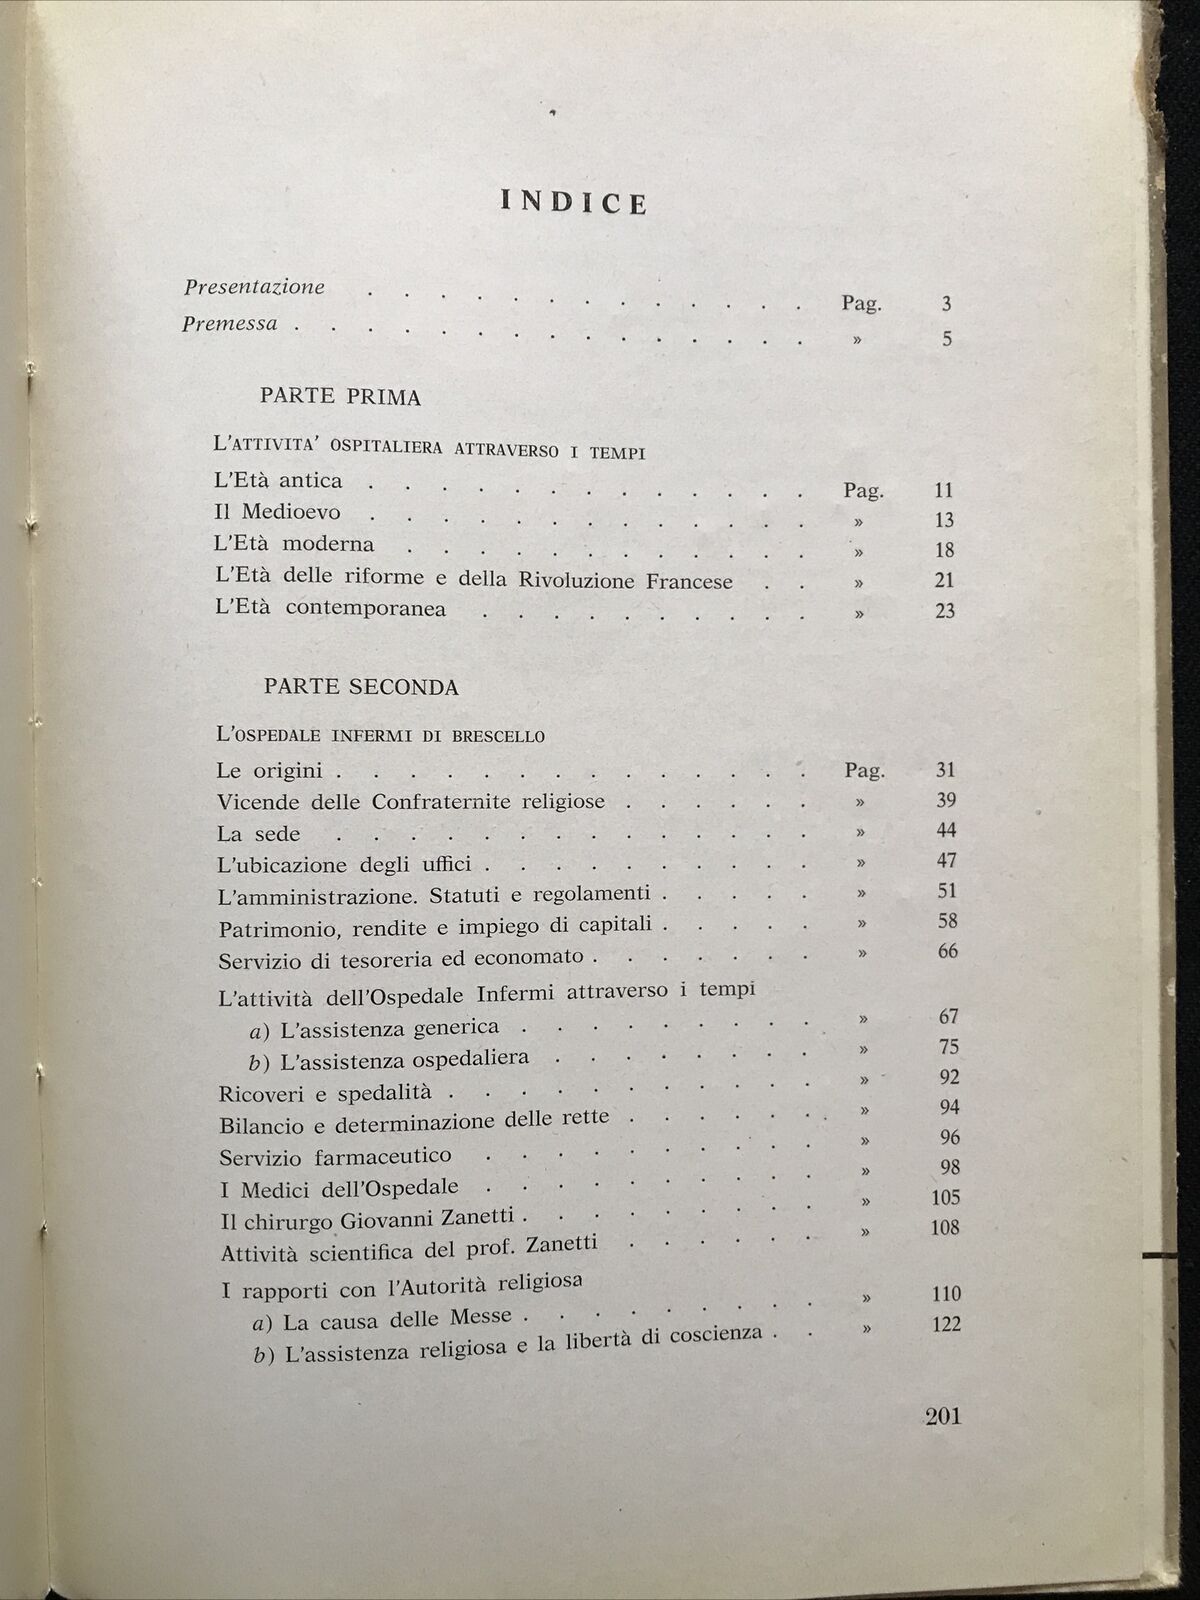 INDICE
Presentazione . . . . . . . . . . . . . Pag. 3
Premessa . . . . . . . . . . . . . . . » 5
PARTE PRIMA
L'ATTIVITA' OSPITALIERA ATTRAVERSO I TEMPI
L'Età antica . . . . . . . . . . . . . Pag. 11
Il Medioevo . . . . . . . . . . . . . » 13
L'Età moderna . . . . . . . . . . . . » 18
L'Età delle riforme e della Rivoluzione Francese . . » 21
L'Età contemporanea . . . . . . . . . . » 23
PARTE SECONDA
L'OSPEDALE INFERMI DI BRESCELLO
Le origini . . . . . . . . . . . . . . Pag. 31
Vicende delle Confraternite religiose . . . . . . » 39
La sede . . . . . . . . . . . . . . » 44
L'ubicazione degli uffici . . . . . . . . . . » 47
L'amministrazione. Statuti e regolamenti . . . . . » 51
Patrimonio, rendite e impiego di capitali . . . . . » 58
Servizio di tesoreria ed economato . . . . . . . » 66
L'attività dell'Ospedale Infermi attraverso i tempi
a) L'assistenza generica . . . . . . . . . » 67
b) L'assistenza ospedaliera . . . . . . . . » 75
Ricoveri e spedalità . . . . . . . . . . . » 92
Bilancio e determinazione delle rette . . . . . . » 94
Servizio farmaceutico . . . . . . . . . . » 96
I Medici dell'Ospedale . . . . . . . . . . » 98
Il chirurgo Giovanni Zanetti . . . . . . . . . » 105
Attività scientifica del prof. Zanetti . . . . . . » 108
I rapporti con l'Autorità religiosa
a) La causa delle Messe . . . . . . . . . » 110
b) L'assistenza religiosa e la libertà di coscienza . . » 122
201